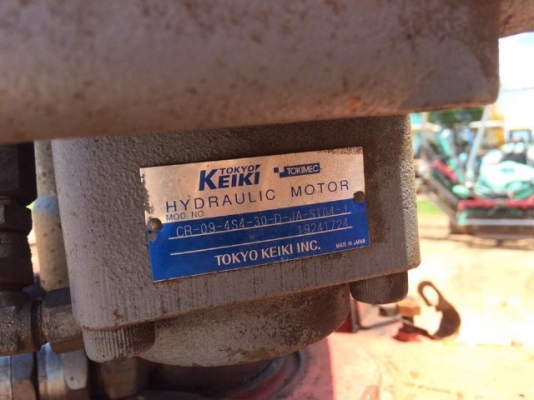 TOKYO
KEIKI TOKIMEC
HYDRAULIC MOTOR
MOD. NO.
CR-09-4S4-30-D-JA-S104-J
19241724
TOKYO KEIKI INC. MADE IN JAPAN